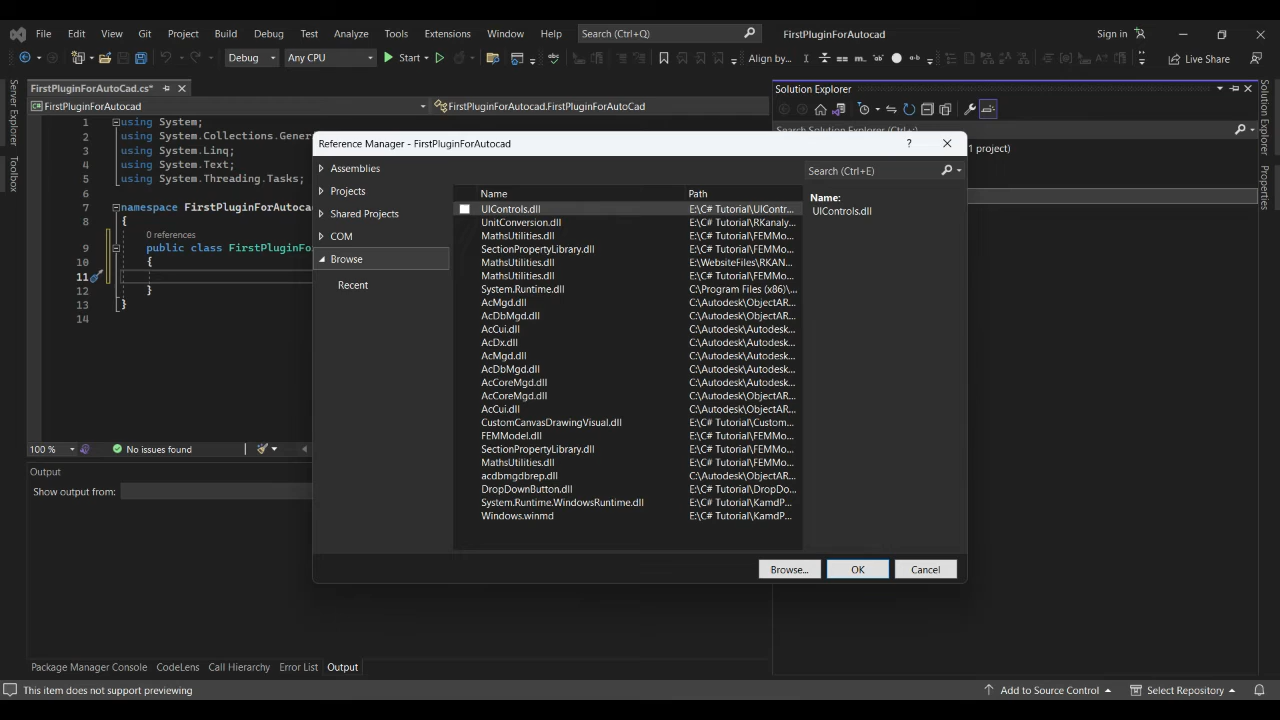 File Edit View Git Project Build Debug Test Analyze Tools Extensions Window Help Search (Ctrl+Q) FirstPluginForAutocad Sign in
Debug Any CPU Start Align by... Live Share
FirstPluginForAutoCad.cs* Solution Explorer
FirstPluginForAutocad FirstPluginForAutocad.FirstPluginForAutoCad
Server Explorer
Toolbox
Solution Explorer
Properties
Search Solution Explorer (Ctrl+;)
1 project)
1 using System;
2 using System.Collections.Gener
3 using System.Linq;
4 using System.Text;
5 using System.Threading.Tasks;
6
7 namespace FirstPluginForAutoca
8 {
0 references
9 public class FirstPluginFo
10 {
11
12 }
13 }
14
Reference Manager - FirstPluginForAutocad ?
Assemblies
Projects
Shared Projects
COM
Browse
Recent
Search (Ctrl+E)
Name Path
UIControls.dll E:\C# Tutorial\UIContr...
UnitConversion.dll E:\C# Tutorial\RKanaly...
MathsUtilities.dll E:\C# Tutorial\FEMMo...
SectionPropertyLibrary.dll E:\C# Tutorial\FEMMo...
MathsUtilities.dll E:\WebsiteFiles\RKAN...
MathsUtilities.dll E:\C# Tutorial\FEMMo...
System.Runtime.dll C:\Program Files (x86)\...
AcMgd.dll C:\Autodesk\ObjectAR...
AcDbMgd.dll C:\Autodesk\ObjectAR...
AcCui.dll C:\Autodesk\Autodesk...
AcDx.dll C:\Autodesk\Autodesk...
AcMgd.dll C:\Autodesk\Autodesk...
AcDbMgd.dll C:\Autodesk\Autodesk...
AcCoreMgd.dll C:\Autodesk\Autodesk...
AcCoreMgd.dll C:\Autodesk\ObjectAR...
AcCui.dll C:\Autodesk\ObjectAR...
CustomCanvasDrawingVisual.dll E:\C# Tutorial\Custom...
FEMModel.dll E:\C# Tutorial\FEMMo...
SectionPropertyLibrary.dll E:\C# Tutorial\FEMMo...
MathsUtilities.dll E:\C# Tutorial\FEMMo...
acdbmgdbrep.dll C:\Autodesk\ObjectAR...
DropDownButton.dll E:\C# Tutorial\DropDo...
System.Runtime.WindowsRuntime.dll E:\C# Tutorial\KamdP...
Windows.winmd E:\C# Tutorial\KamdP...
Name:
UIControls.dll
Browse... OK Cancel
100 % No issues found
Output
Show output from:
Package Manager Console CodeLens Call Hierarchy Error List Output
This item does not support previewing Add to Source Control Select Repository